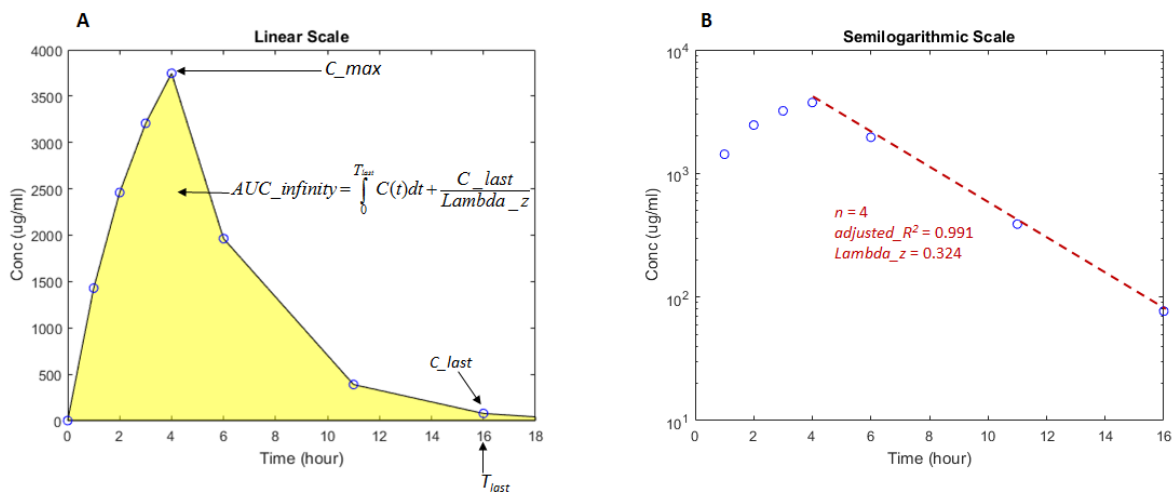 A
Linear Scale
4000
3500
3000
2500
2000
1500
1000
500
0
Conc (ug/ml)
C_max
AUC_infinity = ∫₀^{T_last} C(t)dt + C_last / Lambda_z
C_last
0 2 4 6 8 10 12 14 16 18
Time (hour)
T_last
B
Semilogarithmic Scale
10⁴
10³
10²
10¹
Conc (ug/ml)
n = 4
adjusted_R² = 0.991
Lambda_z = 0.324
0 2 4 6 8 10 12 14 16
Time (hour)